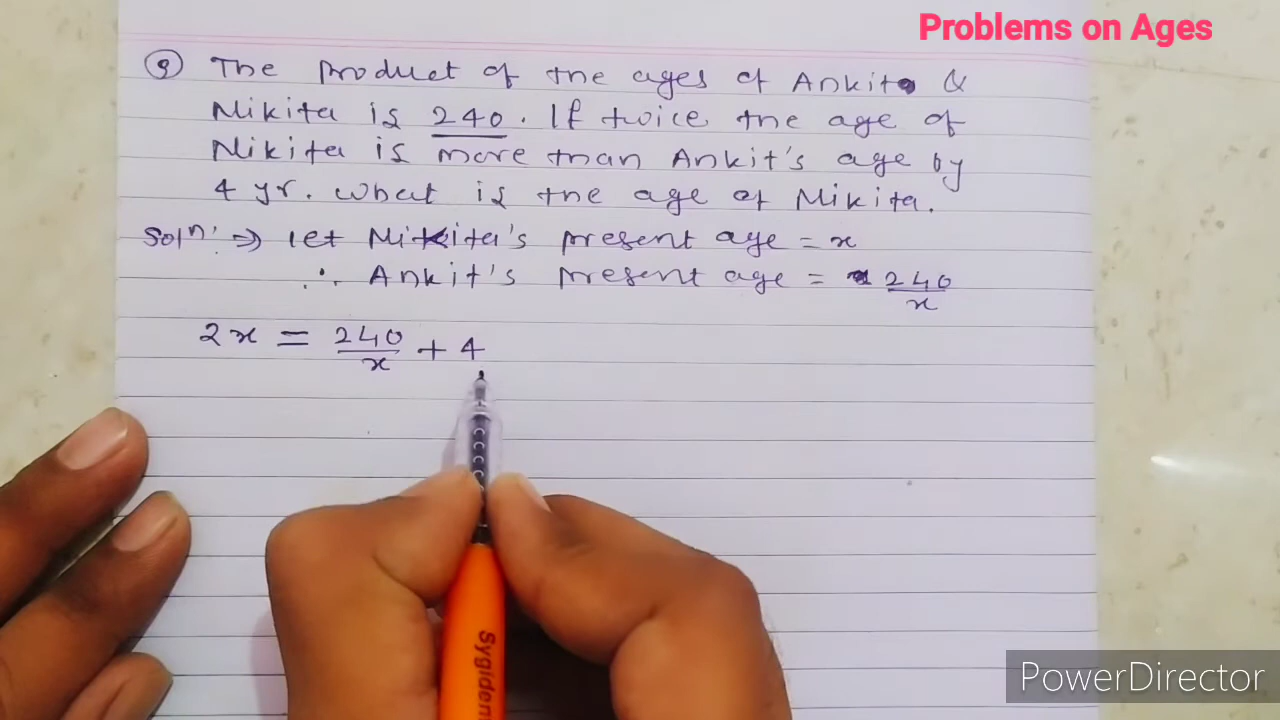 Problems on Ages
9) The product of the ages of Ankit &
Nikita is 240. If twice the age of
Nikita is more than Ankit's age by
4 yr. what is the age of Nikita.
Soln: ⇒ let Nikita's present age = x
∴ Ankit's present age = 240/x
2x = 240/x + 4
Sygiden
PowerDirector